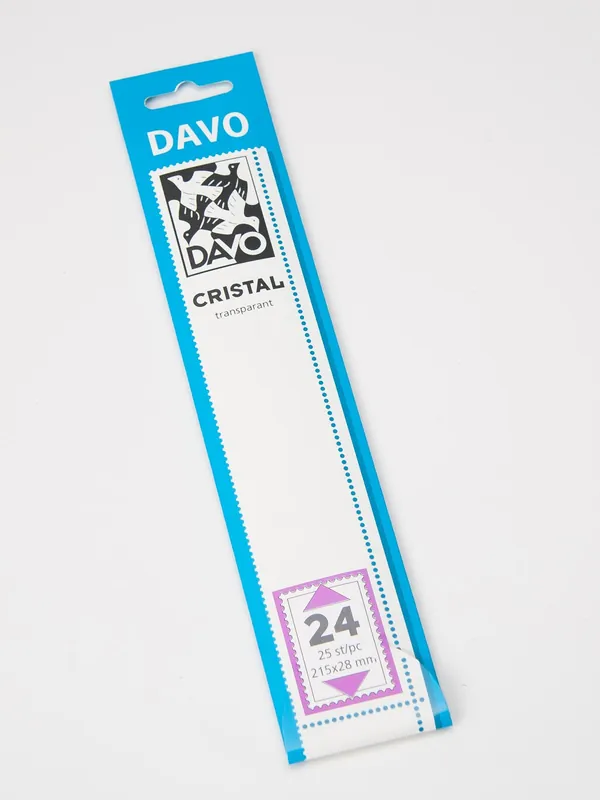 DAVO
DAVO
CRISTAL
transparant
24
25 st/pc
215x28 mm